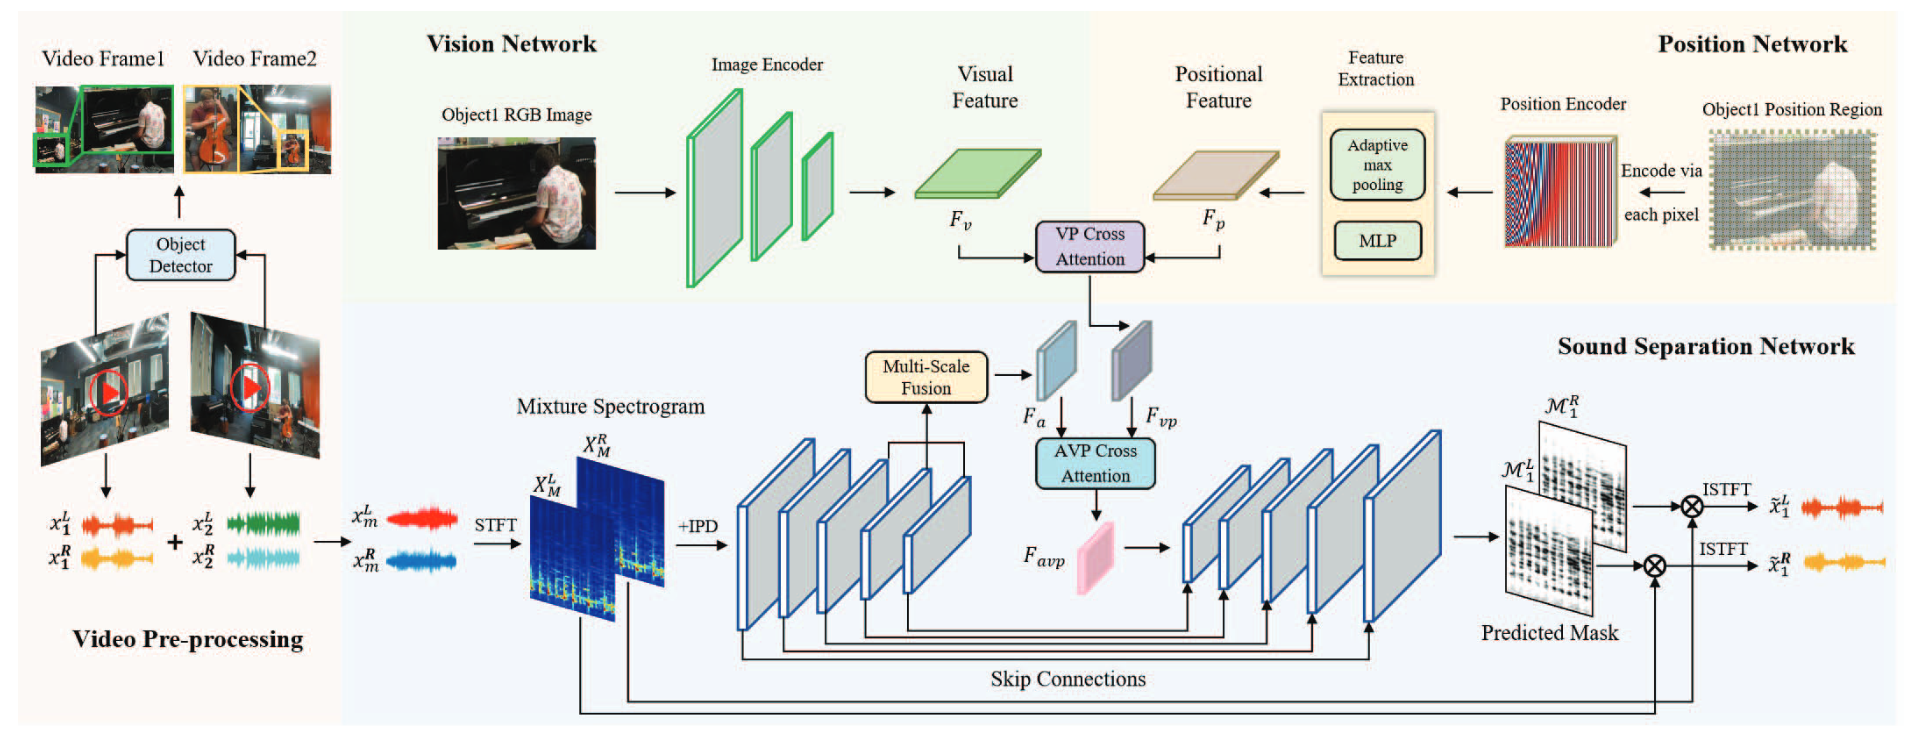 Video Frame1
Video Frame2
Object
Detector
x_1^L
x_2^L
x_1^R
+
x_2^R
Video Pre-processing
Vision Network
Object1 RGB Image
Image Encoder
Visual
Feature
F_v
Position Network
Positional
Feature
F_p
Feature
Extraction
Adaptive
max
pooling
MLP
Position Encoder
Encode via
each pixel
Object1 Position Region
VP Cross
Attention
Sound Separation Network
x_m^L
x_m^R
STFT
Mixture Spectrogram
X_M^R
X_M^L
+IPD
Multi-Scale
Fusion
F_a
F_vp
AVP Cross
Attention
F_avp
Skip Connections
M_1^R
M_1^L
Predicted Mask
ISTFT
x̃_1^L
ISTFT
x̃_1^R